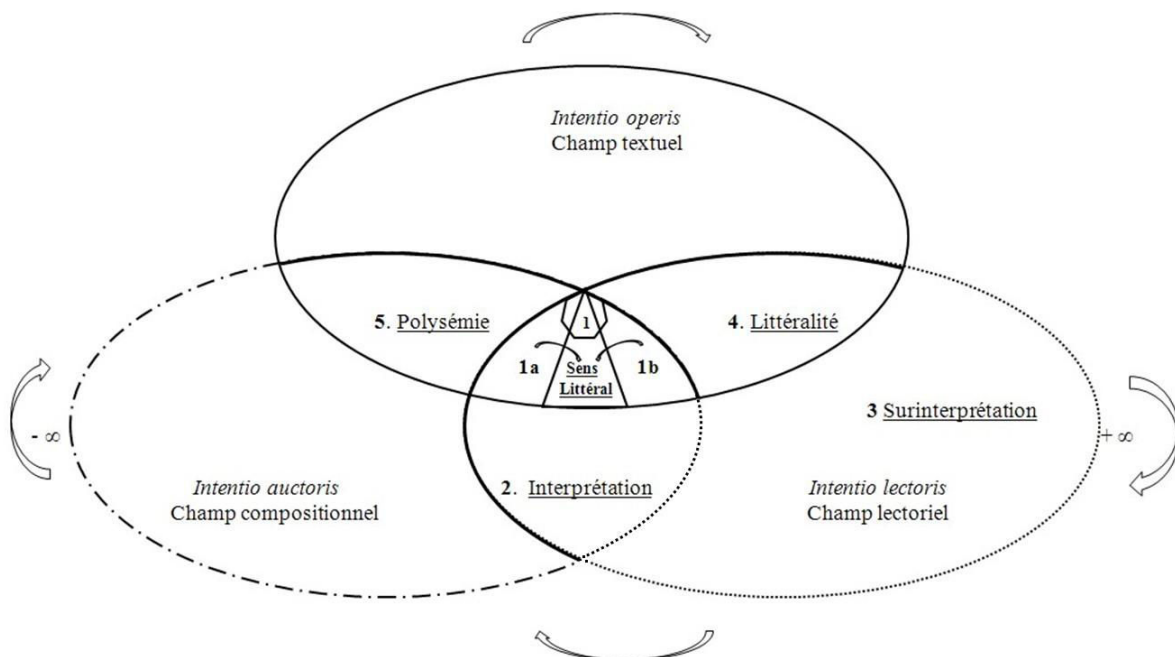 Intentio operis
Champ textuel
5. Polysémie
1
4. Littéralité
1a
Sens
Littéral
1b
3 Surinterprétation
- ∞
+ ∞
Intentio auctoris
Champ compositionnel
2. Interprétation
Intentio lectoris
Champ lectoriel